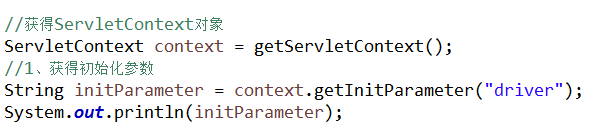 //获得ServletContext对象
ServletContext context = getServletContext();
//1、获得初始化参数
String initParameter = context.getInitParameter("driver");
System.out.println(initParameter);